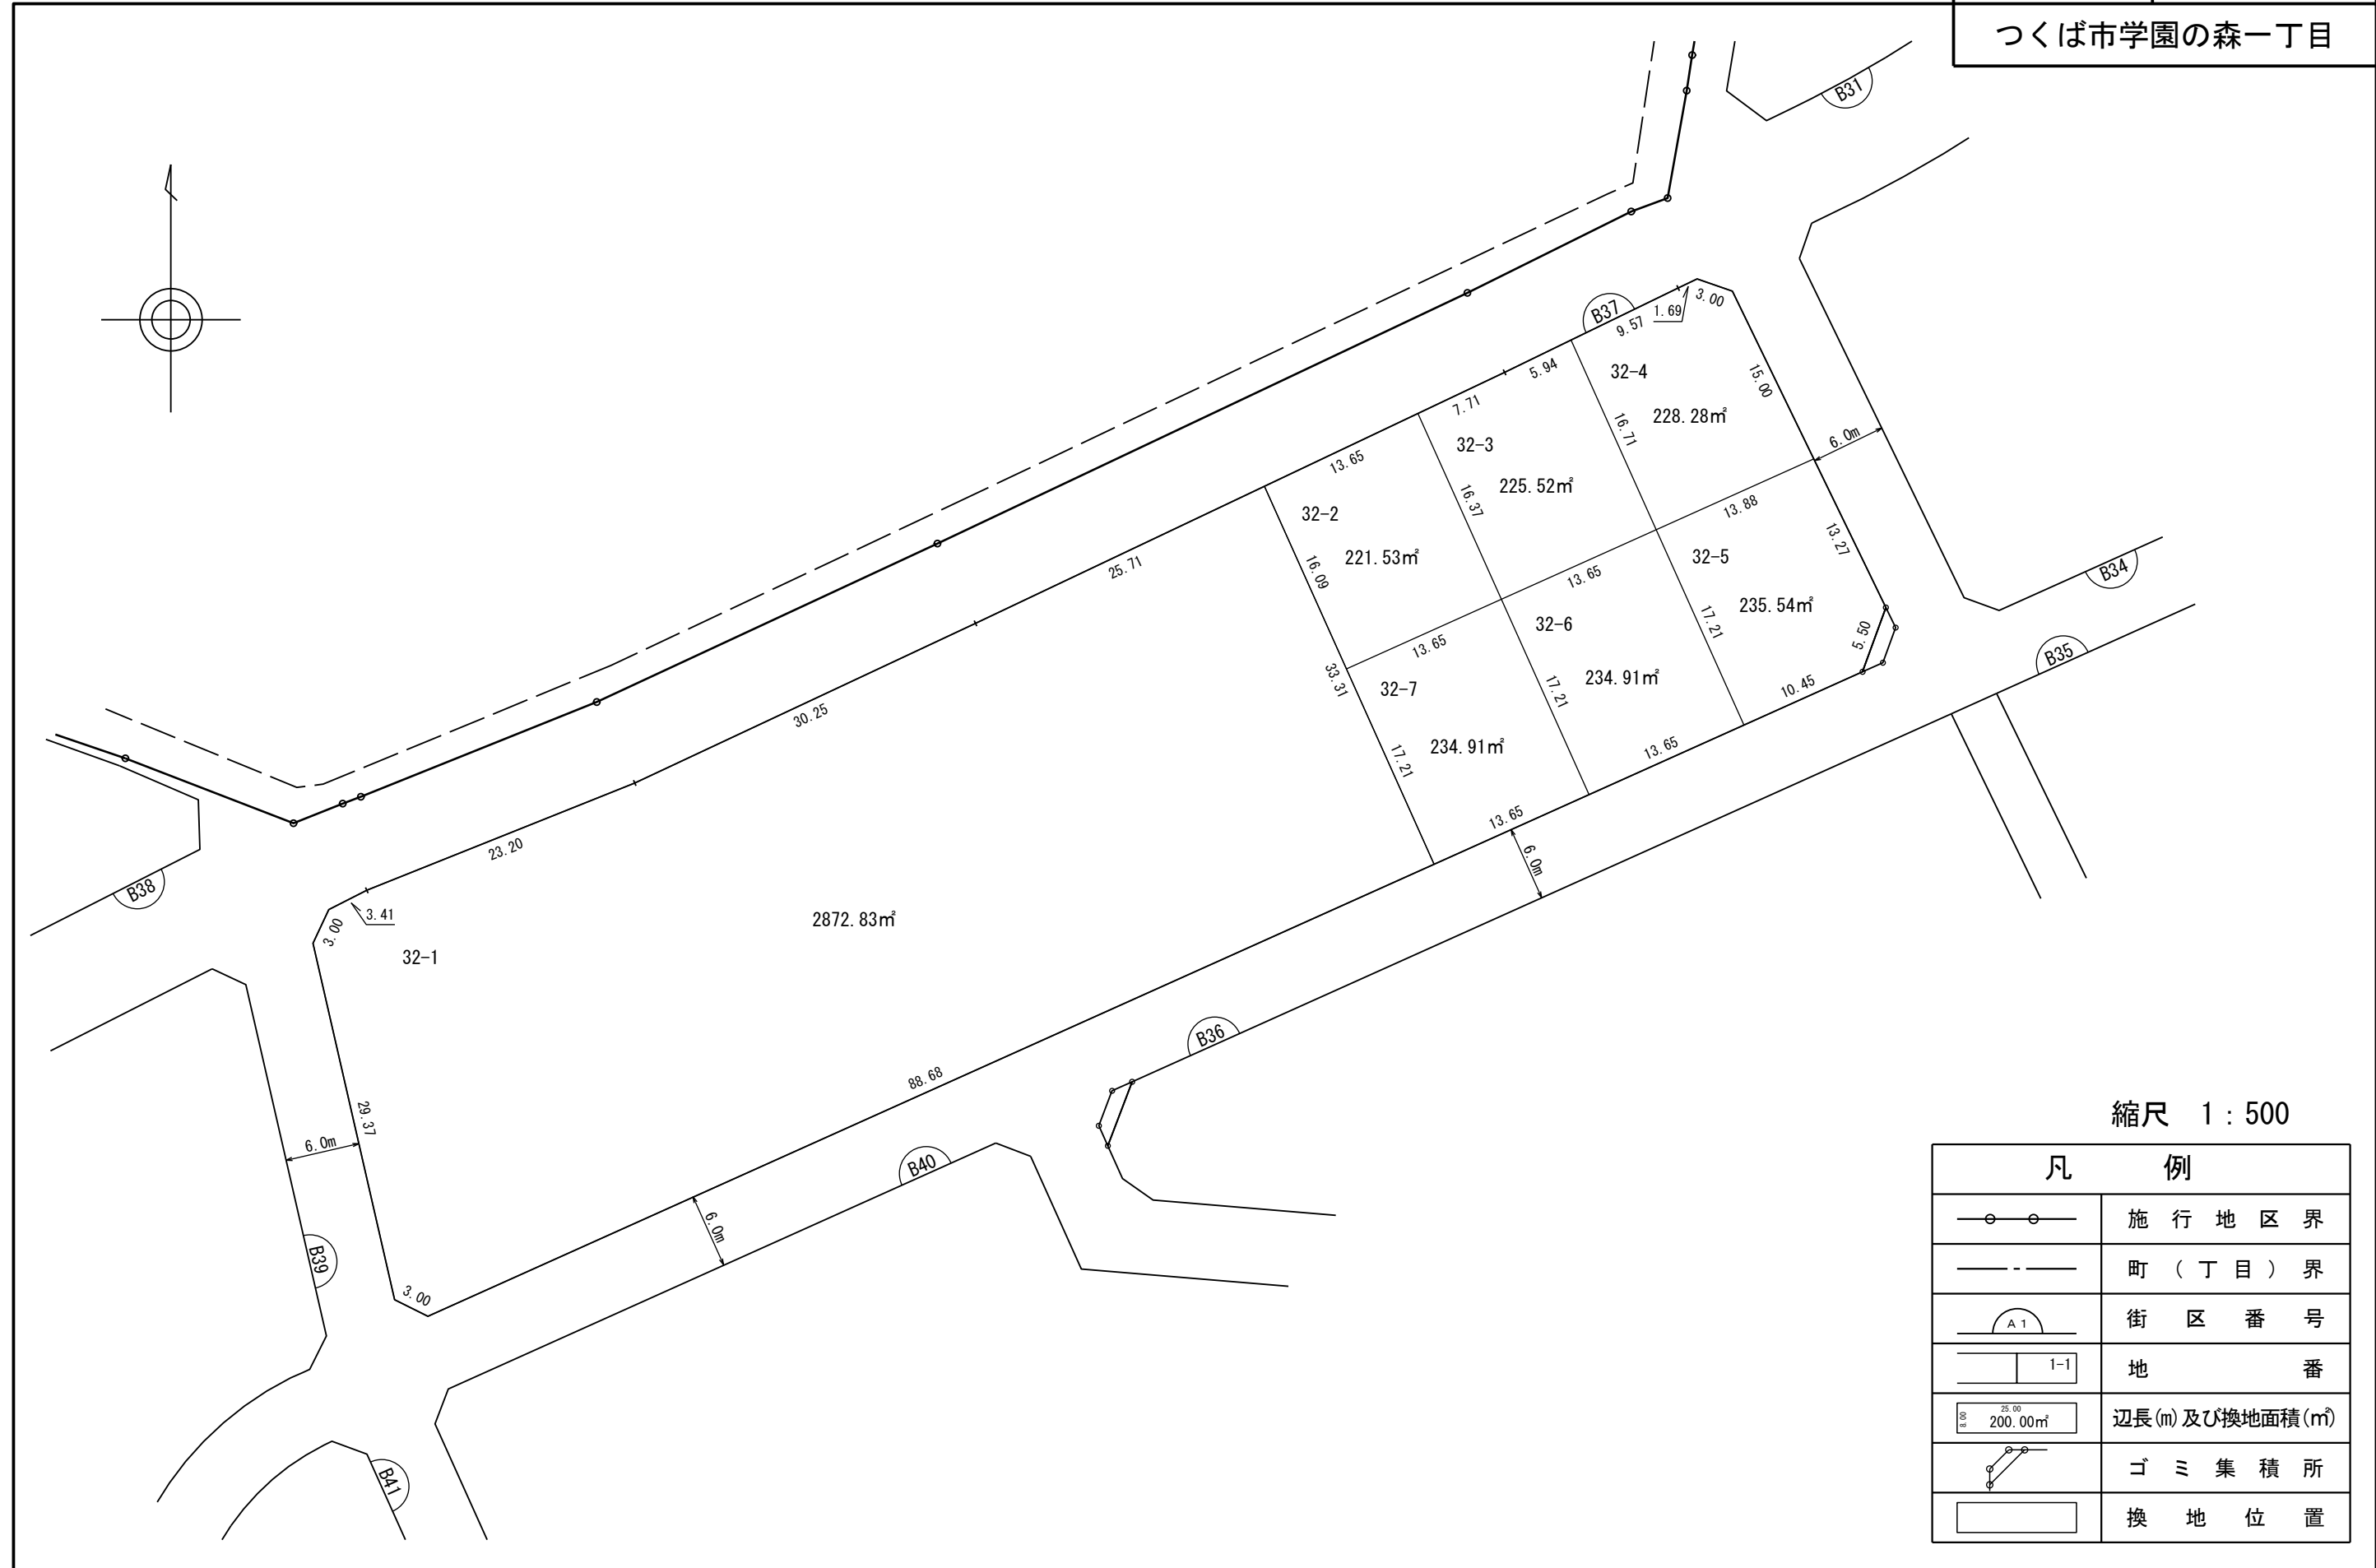 つくば市学園の森一丁目
B31
B37
1.69
3.00
9.57
5.94
7.71
13.65
25.71
30.25
23.20
3.41
3.00
32-4
228.28㎡
15.00
16.71
6.0m
32-3
225.52㎡
16.37
13.88
32-2
221.53㎡
16.09
13.65
13.65
32-5
235.54㎡
13.27
17.21
5.50
10.45
32-6
234.91㎡
17.21
13.65
32-7
234.91㎡
33.31
17.21
13.65
6.0m
B34
B35
B38
32-1
2872.83㎡
88.68
29.37
6.0m
3.00
B36
B40
6.0m
B39
B41
縮尺 1:500
凡 例
施行地区界
町(丁目)界
A1
街区番号
1-1
地番
25.00
8.00
200.00㎡
辺長(m)及び換地面積(㎡)
ゴミ集積所
換地位置